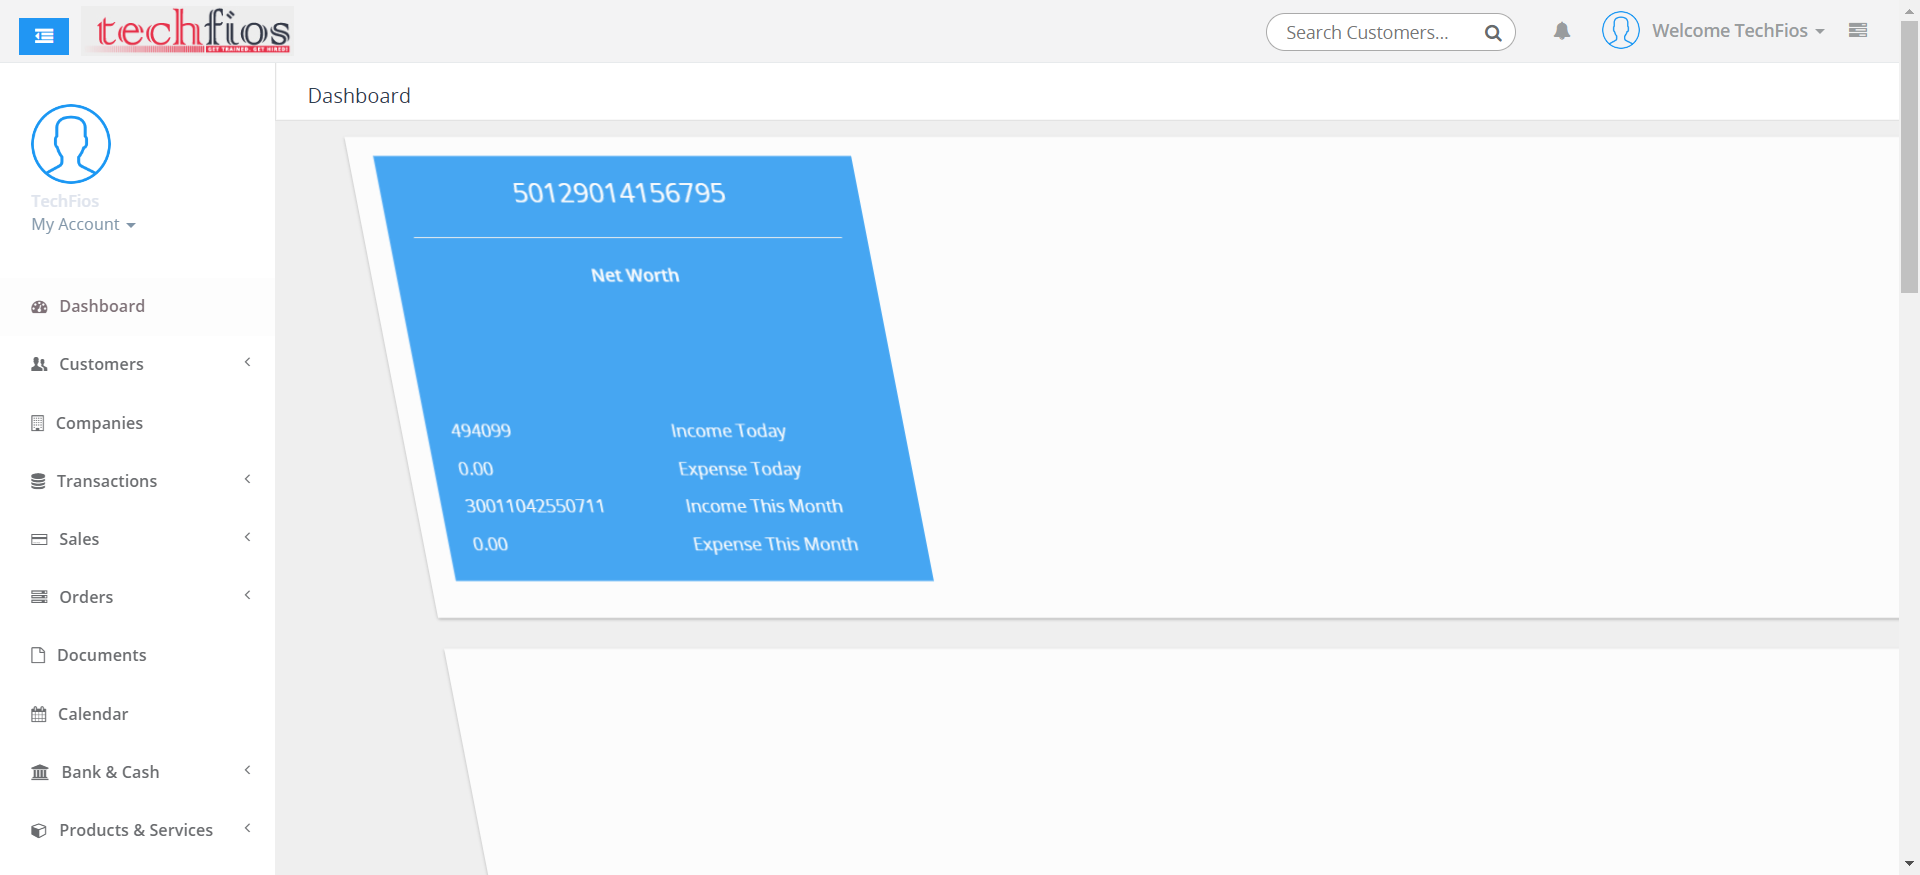 techfios
GET TRAINED. GET HIRED!
Search Customers...
Welcome TechFios
TechFios
My Account
Dashboard
Customers
Companies
Transactions
Sales
Orders
Documents
Calendar
Bank & Cash
Products & Services
Dashboard
50129014156795
Net Worth
494099 Income Today
0.00 Expense Today
30011042550711 Income This Month
0.00 Expense This Month